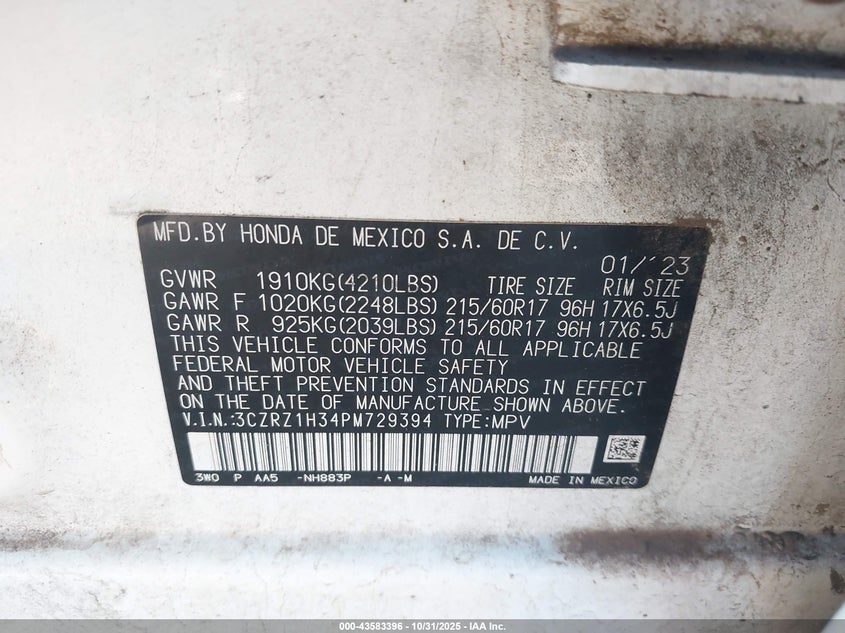 MFD.BY HONDA DE MEXICO S.A. DE C.V.
01/'23
GVWR 1910KG(4210LBS) TIRE SIZE RIM SIZE
GAWR F 1020KG(2248LBS) 215/60R17 96H 17X6.5J
GAWR R 925KG(2039LBS) 215/60R17 96H 17X6.5J
THIS VEHICLE CONFORMS TO ALL APPLICABLE
FEDERAL MOTOR VEHICLE SAFETY
AND THEFT PREVENTION STANDARDS IN EFFECT
ON THE DATE OF MANUFACTURE SHOWN ABOVE.
V.I.N.:3CZRZ1H34PM729394 TYPE:MPV
3W0 P AA5 -NH883P -A -M MADE IN MEXICO
000-43583396 - 10/31/2025 - IAA Inc.